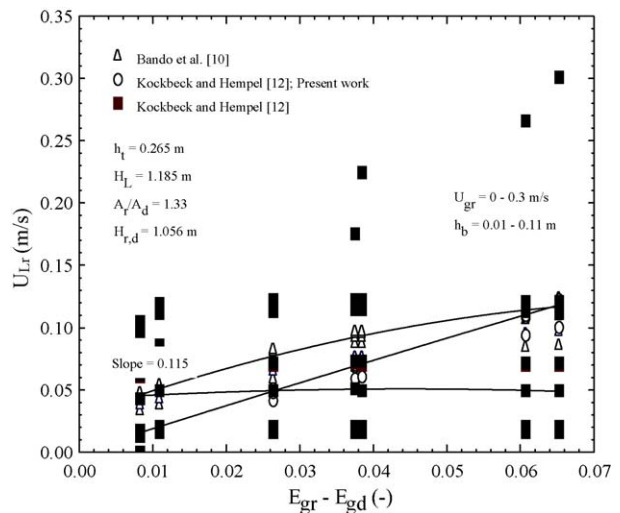 0.35
0.30
0.25
0.20
0.15
0.10
0.05
0.00
U_Lr (m/s)
Bando et al. [10]
Kockbeck and Hempel [12]; Present work
Kockbeck and Hempel [12]
h_t = 0.265 m
H_L = 1.185 m
A_r/A_d = 1.33
H_r,d = 1.056 m
U_gr = 0 - 0.3 m/s
h_b = 0.01 - 0.11 m
Slope = 0.115
0.00 0.01 0.02 0.03 0.04 0.05 0.06 0.07
E_gr - E_gd (-)